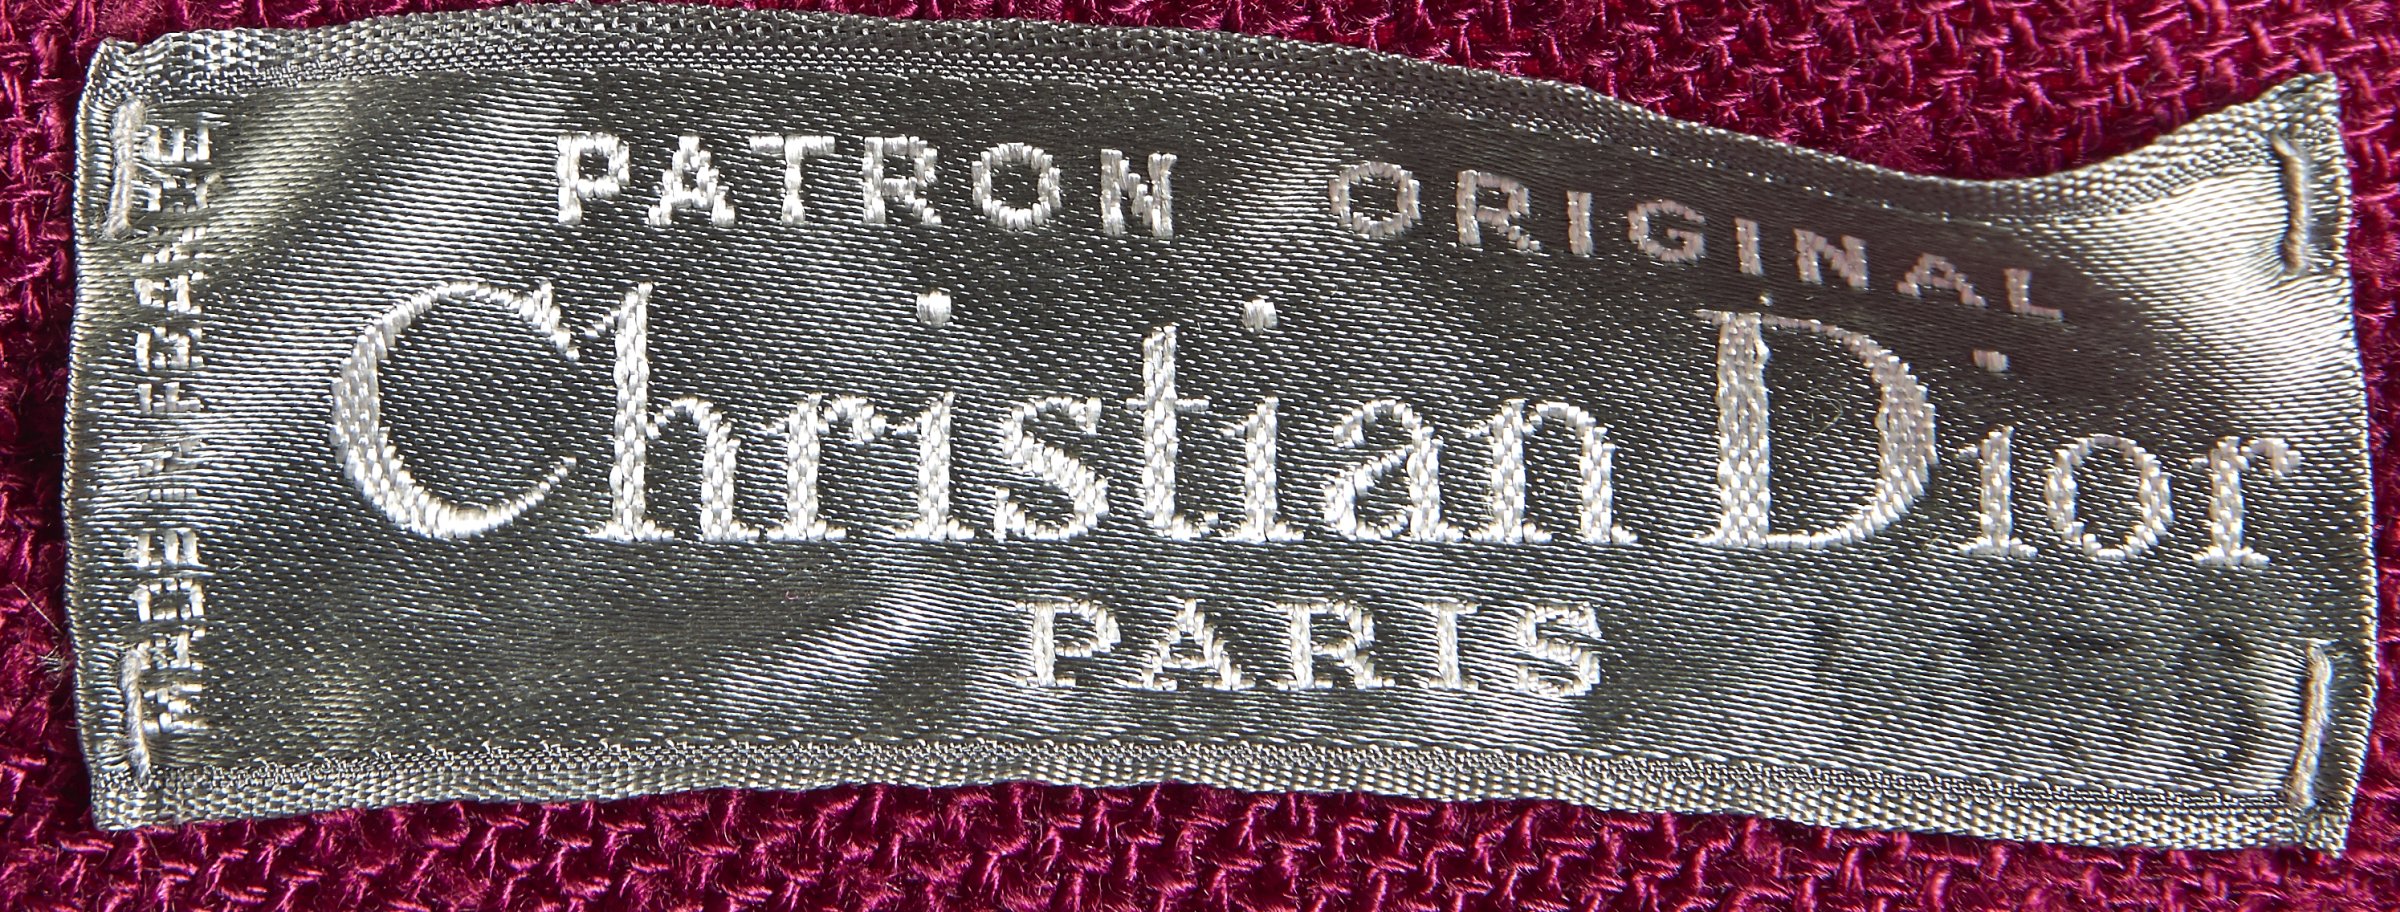 PATRON ORIGINAL
Christian Dior
PARIS
MADE IN FRANCE